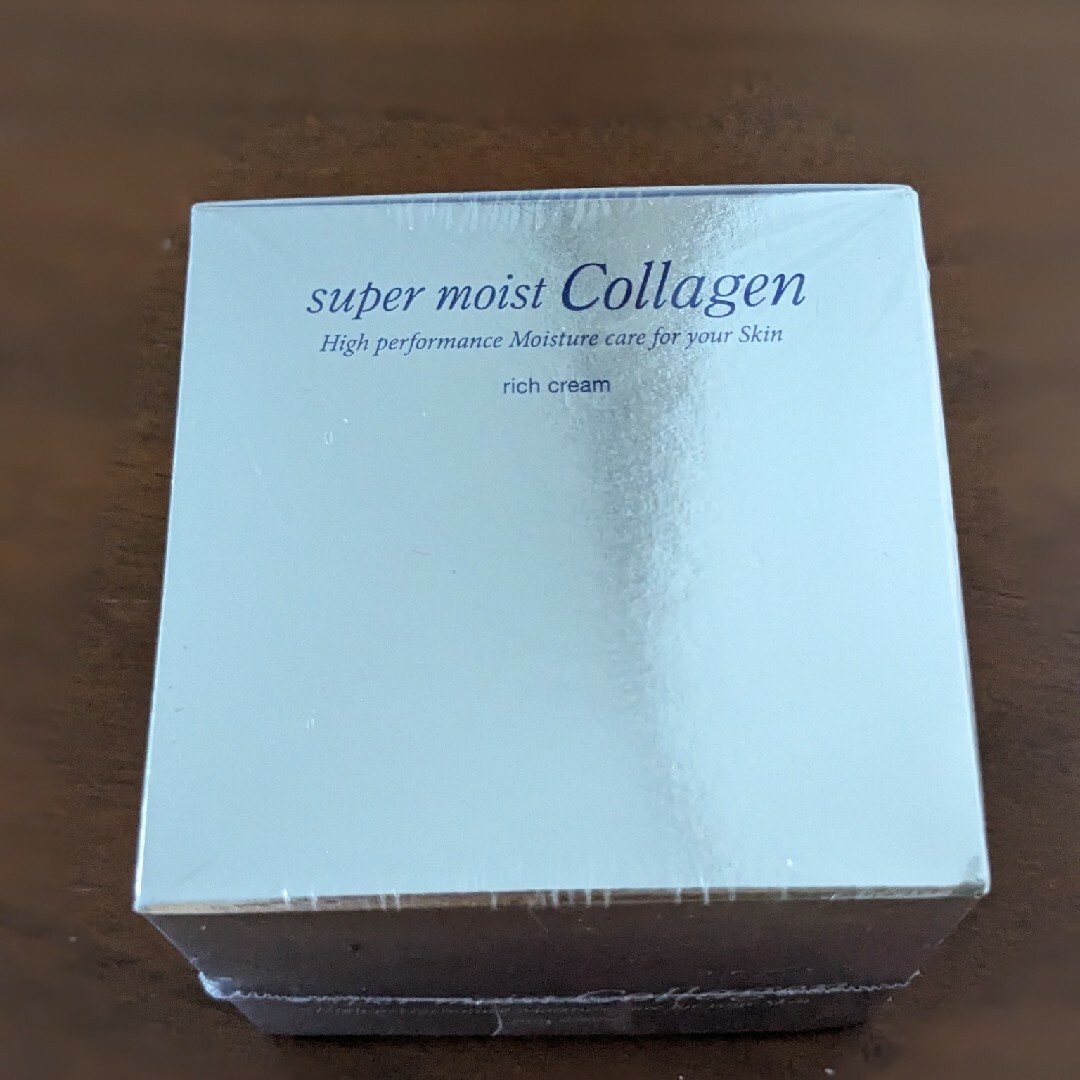 super moist Collagen
High performance Moisture care for your Skin
rich cream